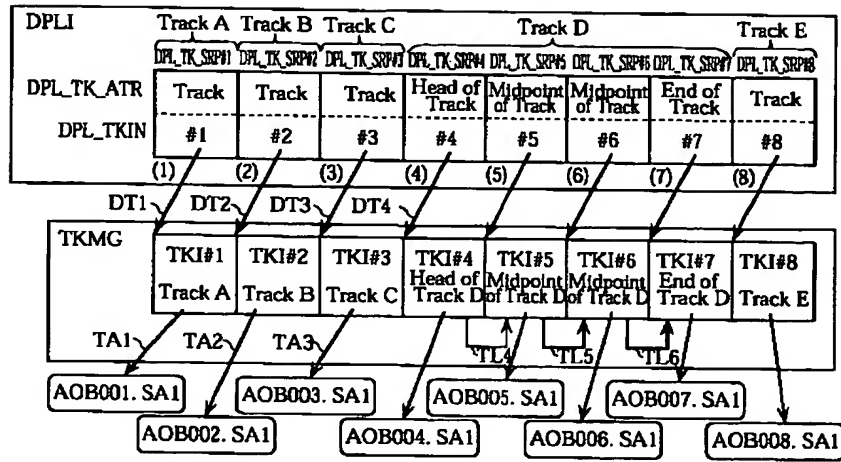 DPLI
Track A Track B Track C Track D Track E
DPL_TK_SRP#1 DPL_TK_SRP#2 DPL_TK_SRP#3 DPL_TK_SRP#4 DPL_TK_SRP#5 DPL_TK_SRP#6 DPL_TK_SRP#7 DPL_TK_SRP#8
DPL_TK_ATR Track Track Track Head of Track Midpoint of Track Midpoint of Track End of Track Track
DPL_TKIN #1 #2 #3 #4 #5 #6 #7 #8
(1) (2) (3) (4) (5) (6) (7) (8)
DT1 DT2 DT3 DT4
TKMG
TKI#1 TKI#2 TKI#3 TKI#4 TKI#5 TKI#6 TKI#7 TKI#8
Track A Track B Track C Head of Track D Midpoint of Track D Midpoint of Track D End of Track D Track E
TA1 TA2 TA3 TL4 TL5 TL6
AOB001. SA1 AOB003. SA1 AOB005. SA1 AOB007. SA1
AOB002. SA1 AOB004. SA1 AOB006. SA1 AOB008. SA1